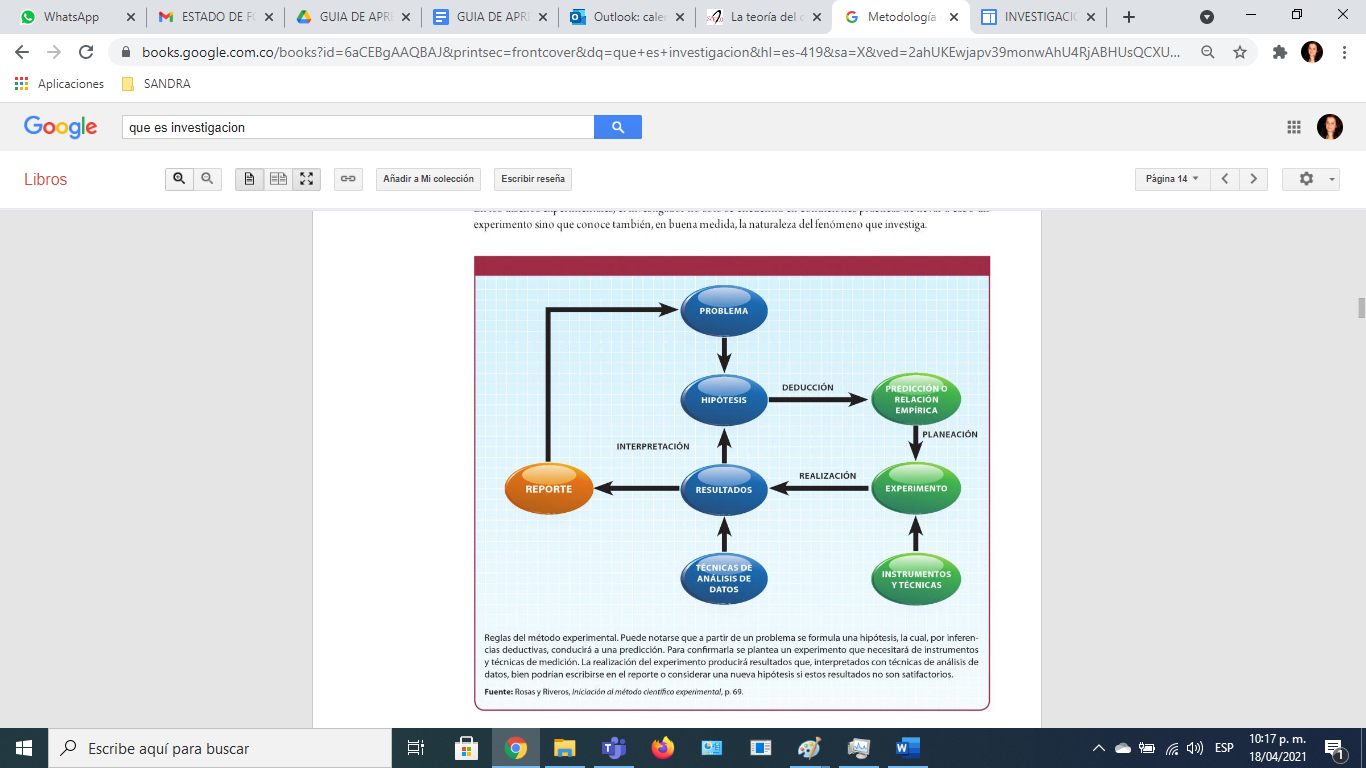 WhatsApp
ESTADO DE FO
GUIA DE APRE
GUIA DE APRE
Outlook: caler
La teoría del c
Metodología
INVESTIGACIO
books.google.com.co/books?id=6aCEBgAAQBAJ&printsec=frontcover&dq=que+es+investigacion&hl=es-419&sa=X&ved=2ahUKEwjapv39monwAhU4RjABHUsQCXU...
Aplicaciones
SANDRA
Google
que es investigacion
Libros
Añadir a Mi colección
Escribir reseña
Página 14
experimento sino que conoce también, en buena medida, la naturaleza del fenómeno que investiga.
PROBLEMA
HIPÓTESIS
DEDUCCIÓN
PREDICCIÓN O
RELACIÓN
EMPÍRICA
PLANEACIÓN
INTERPRETACIÓN
REPORTE
RESULTADOS
REALIZACIÓN
EXPERIMENTO
TÉCNICAS DE
ANÁLISIS DE
DATOS
INSTRUMENTOS
Y TÉCNICAS
Reglas del método experimental. Puede notarse que a partir de un problema se formula una hipótesis, la cual, por inferen-
cias deductivas, conducirá a una predicción. Para confirmarla se plantea un experimento que necesitará de instrumentos
y técnicas de medición. La realización del experimento producirá resultados que, interpretados con técnicas de análisis de
datos, bien podrían escribirse en el reporte o considerar una nueva hipótesis si estos resultados no son satisfactorios.
Fuente: Rosas y Riveros, Iniciación al método científico experimental, p. 69.
Escribe aquí para buscar
ESP
10:17 p. m.
18/04/2021
1